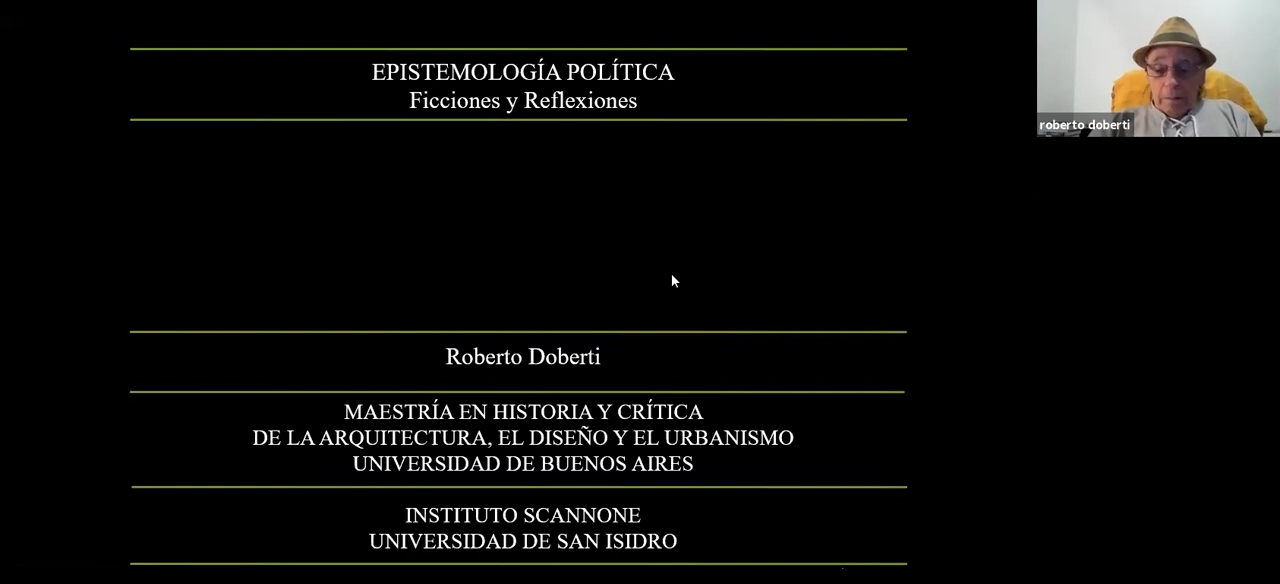 EPISTEMOLOGÍA POLÍTICA
Ficciones y Reflexiones
roberto doberti
Roberto Doberti
MAESTRÍA EN HISTORIA Y CRÍTICA
DE LA ARQUITECTURA, EL DISEÑO Y EL URBANISMO
UNIVERSIDAD DE BUENOS AIRES
INSTITUTO SCANNONE
UNIVERSIDAD DE SAN ISIDRO